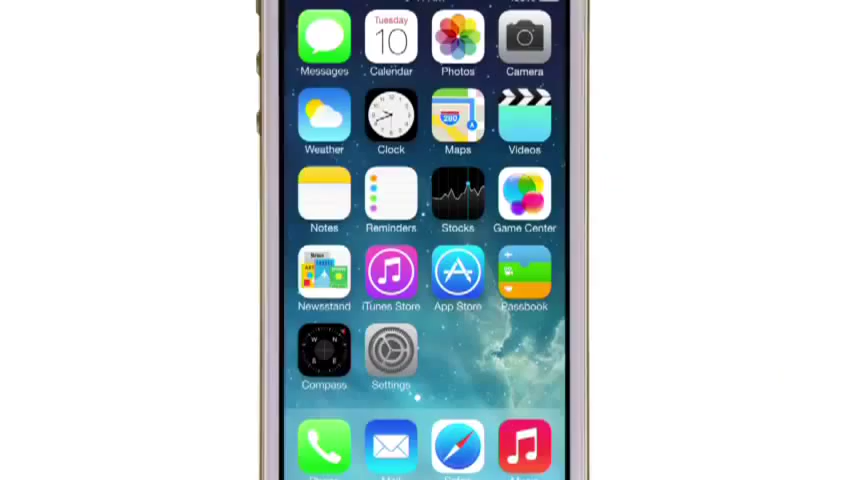 Tuesday
10
Messages Calendar Photos Camera
280
Weather Clock Maps Videos
Notes Reminders Stocks Game Center
Newsstand iTunes Store App Store Passbook
W N
Compass Settings